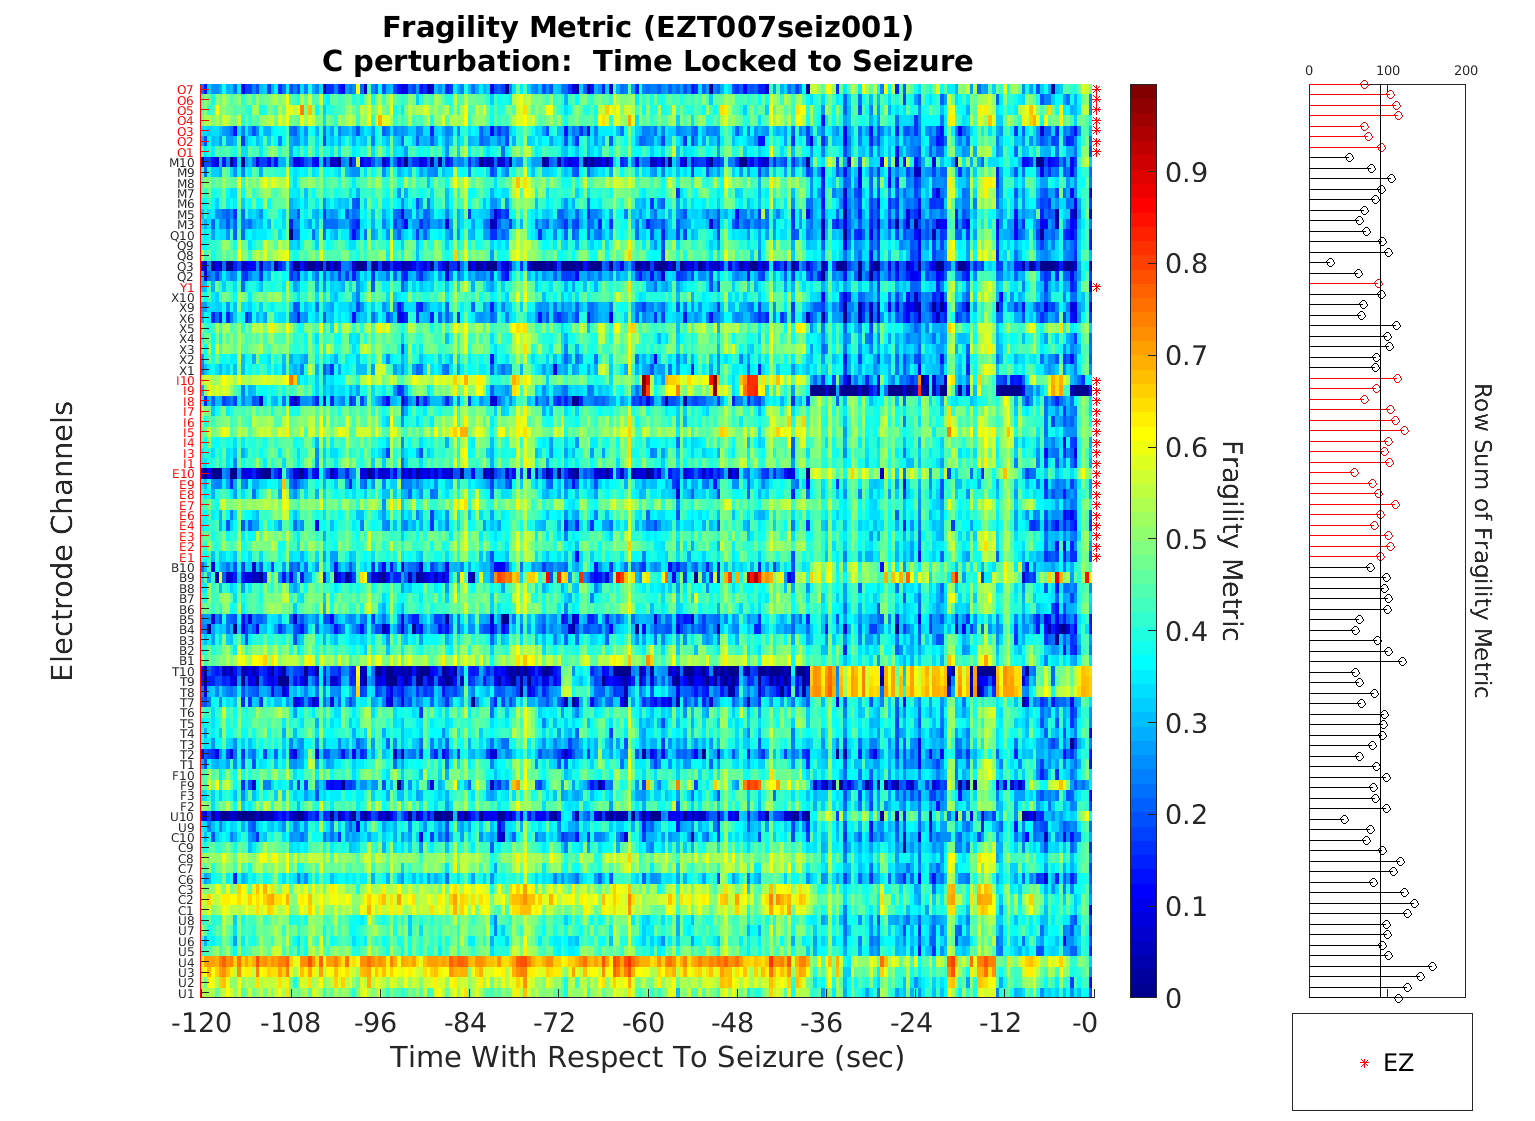 Fragility Metric (EZT007seiz001)
C perturbation:  Time Locked to Seizure
0 100 200
O7
O6
O5
O4
O3
O2
O1
M10
M9
M8
M7
M6
M5
M3
Q10
Q9
Q8
Q3
Q2
Y1
X10
X9
X6
X5
X4
X3
X2
X1
I10
I9
I8
I7
I6
I5
I4
I3
I1
E10
E9
E8
E7
E6
E4
E3
E2
E1
B10
B9
B8
B7
B6
B5
B4
B3
B2
B1
T10
T9
T8
T7
T6
T5
T4
T3
T2
T1
F10
F9
F3
F2
U10
U9
C10
C9
C8
C7
C6
C3
C2
C1
U8
U7
U6
U5
U4
U3
U2
U1
Electrode Channels
-120 -108 -96 -84 -72 -60 -48 -36 -24 -12 -0
Time With Respect To Seizure (sec)
0.9
0.8
0.7
0.6
0.5
0.4
0.3
0.2
0.1
0
Fragility Metric
Row Sum of Fragility Metric
EZ